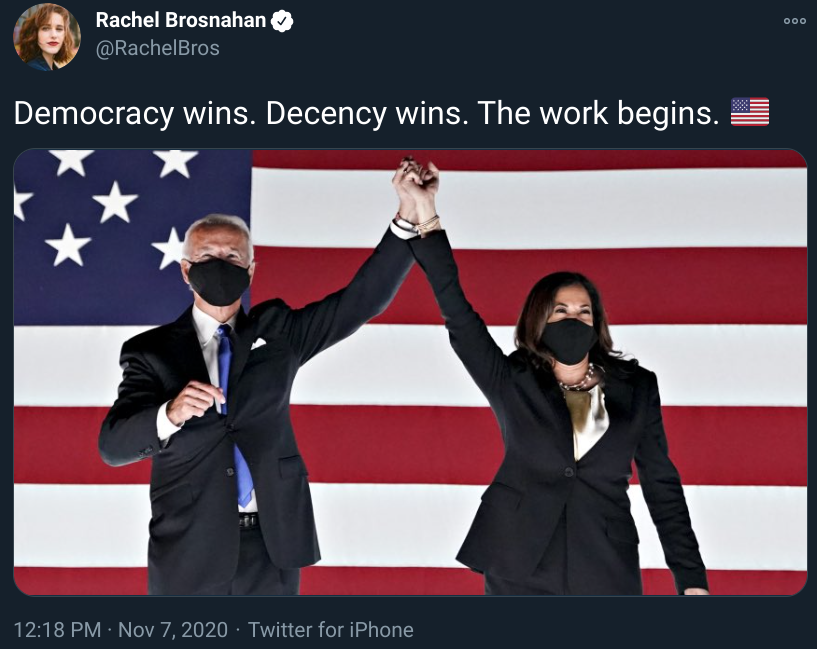 Rachel Brosnahan
@RachelBros
Democracy wins. Decency wins. The work begins. 🇺🇸
12:18 PM · Nov 7, 2020 · Twitter for iPhone